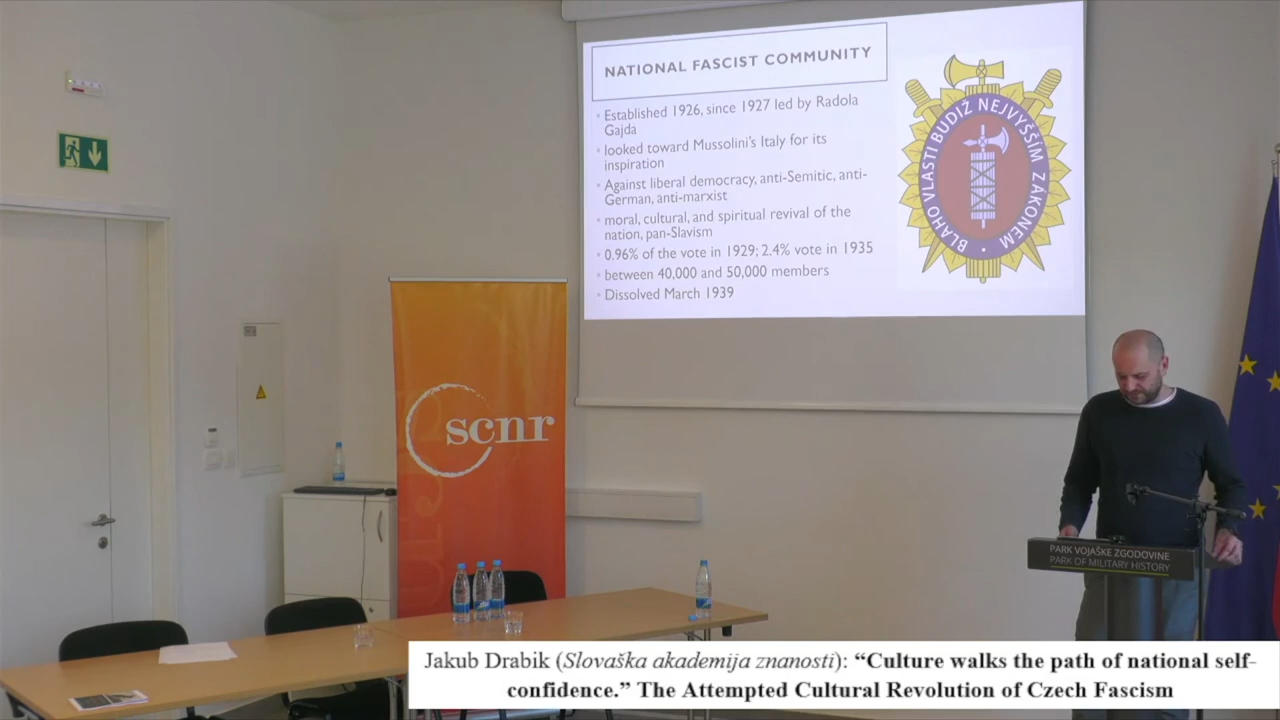 NATIONAL FASCIST COMMUNITY
Established 1926, since 1927 led by Radola
Gajda
looked toward Mussolini's Italy for its
inspiration
Against liberal democracy, anti-Semitic, anti-
German, anti-marxist
moral, cultural, and spiritual revival of the
nation, pan-Slavism
0.96% of the vote in 1929; 2.4% vote in 1935
between 40,000 and 50,000 members
Dissolved March 1939
BLAHO VLASTI BUDIŽ NEJVYŠŠÍM ZÁKONEM
scnr
PARK VOJAŠKE ZGODOVINE
PARK OF MILITARY HISTORY
Jakub Drabik (Slovaška akademija znanosti): “Culture walks the path of national self-
confidence.” The Attempted Cultural Revolution of Czech Fascism